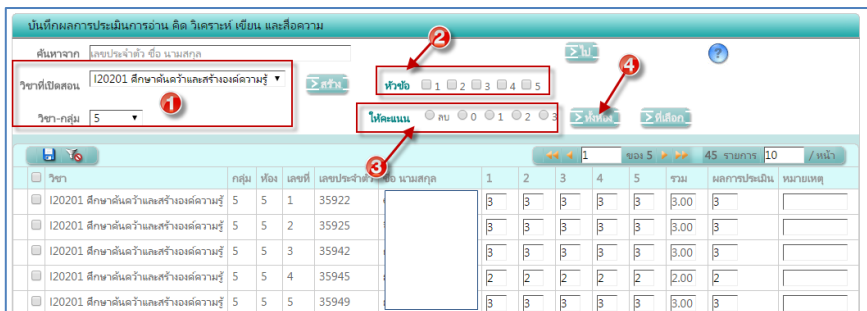 บันทึกผลการประเมินการอ่าน คิด วิเคราะห์ เขียน และสื่อความ
ค้นหาจาก เลขประจำตัว ชื่อ นามสกุล ไป ?
2 4
วิชาที่เปิดสอน I20201 ศึกษาค้นคว้าและสร้างองค์ความรู้ สร้าง หัวข้อ 1 2 3 4 5
1
วิชา-กลุ่ม 5 ให้คะแนน ลบ 0 1 2 3 ทั้งห้อง ที่เลือก
3
1 ของ 5 45 รายการ 10 / หน้า
วิชา กลุ่ม ห้อง เลขที่ เลขประจำตัว ชื่อ นามสกุล 1 2 3 4 5 รวม ผลการประเมิน หมายเหตุ
I20201 ศึกษาค้นคว้าและสร้างองค์ความรู้ 5 5 1 35922 3 3 3 3 3 3.00 3
I20201 ศึกษาค้นคว้าและสร้างองค์ความรู้ 5 5 2 35925 3 3 3 3 3 3.00 3
I20201 ศึกษาค้นคว้าและสร้างองค์ความรู้ 5 5 3 35942 3 3 3 3 3 3.00 3
I20201 ศึกษาค้นคว้าและสร้างองค์ความรู้ 5 5 4 35945 2 2 2 2 2 2.00 2
I20201 ศึกษาค้นคว้าและสร้างองค์ความรู้ 5 5 5 35949 3 3 3 3 3 3.00 3